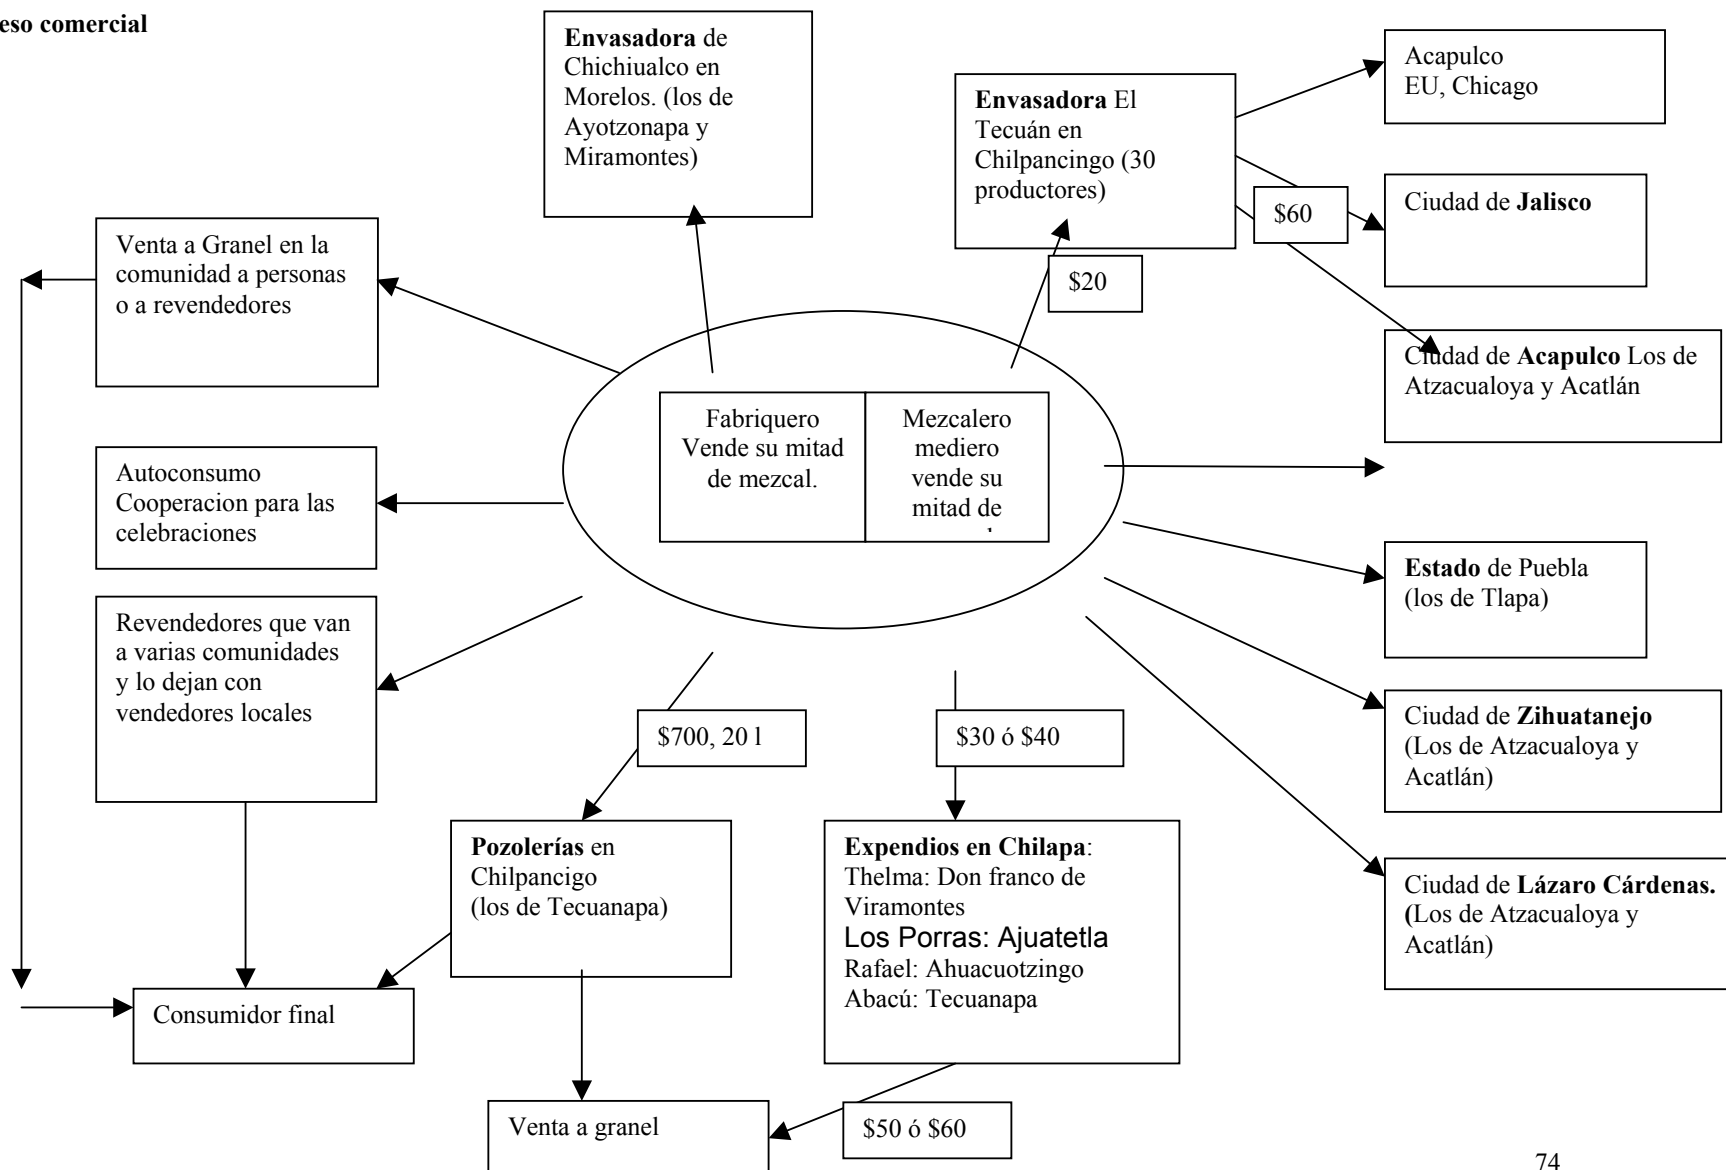 eso comercial
Envasadora de
Chichiualco en
Morelos. (los de
Ayotzonapa y
Miramontes)
Envasadora El
Tecuán en
Chilpancingo (30
productores)
Acapulco
EU, Chicago
$60
Ciudad de Jalisco
$20
Venta a Granel en la
comunidad a personas
o a revendedores
Ciudad de Acapulco Los de
Atzacualoya y Acatlán
Fabriquero
Vende su mitad
de mezcal.
Mezcalero
mediero
vende su
mitad de
Autoconsumo
Cooperacion para las
celebraciones
Estado de Puebla
(los de Tlapa)
Revendedores que van
a varias comunidades
y lo dejan con
vendedores locales
Ciudad de Zihuatanejo
(Los de Atzacualoya y
Acatlán)
$700, 20 l
$30 ó $40
Pozolerías en
Chilpancigo
(los de Tecuanapa)
Expendios en Chilapa:
Thelma: Don franco de
Viramontes
Los Porras: Ajuatetla
Rafael: Ahuacuotzingo
Abacú: Tecuanapa
Ciudad de Lázaro Cárdenas.
(Los de Atzacualoya y
Acatlán)
Consumidor final
Venta a granel
$50 ó $60
74